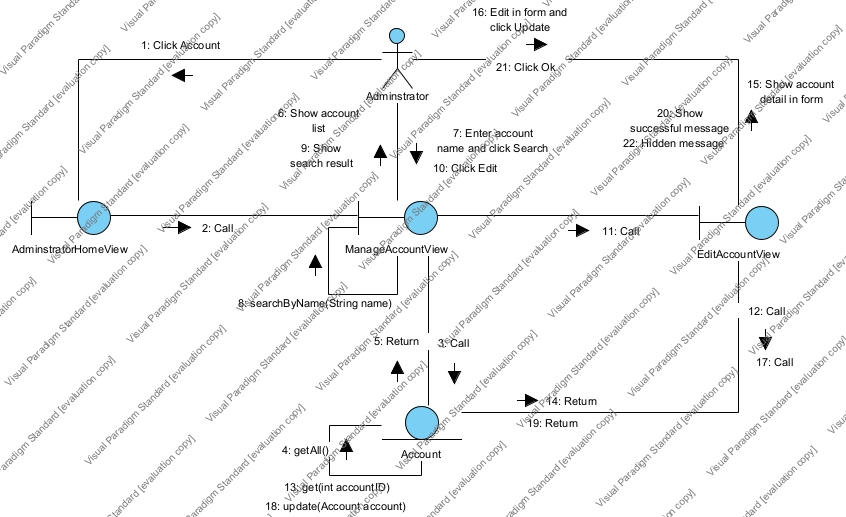 16: Edit in form and
click Update
1: Click Account
21: Click Ok
15: Show account
detail in form
Adminstrator
6: Show account
list
9: Show
search result
7: Enter account
name and click Search
10: Click Edit
20: Show
successful message
22: Hidden message
2: Call
11: Call
AdminstratorHomeView
ManageAccountView
EditAccountView
8: searchByName(String name)
5: Return
3: Call
12: Call
17: Call
14: Return
19: Return
4: getAll()
Account
13: get(int accountID)
18: update(Account account)
Visual Paradigm Standard [evaluation copy]